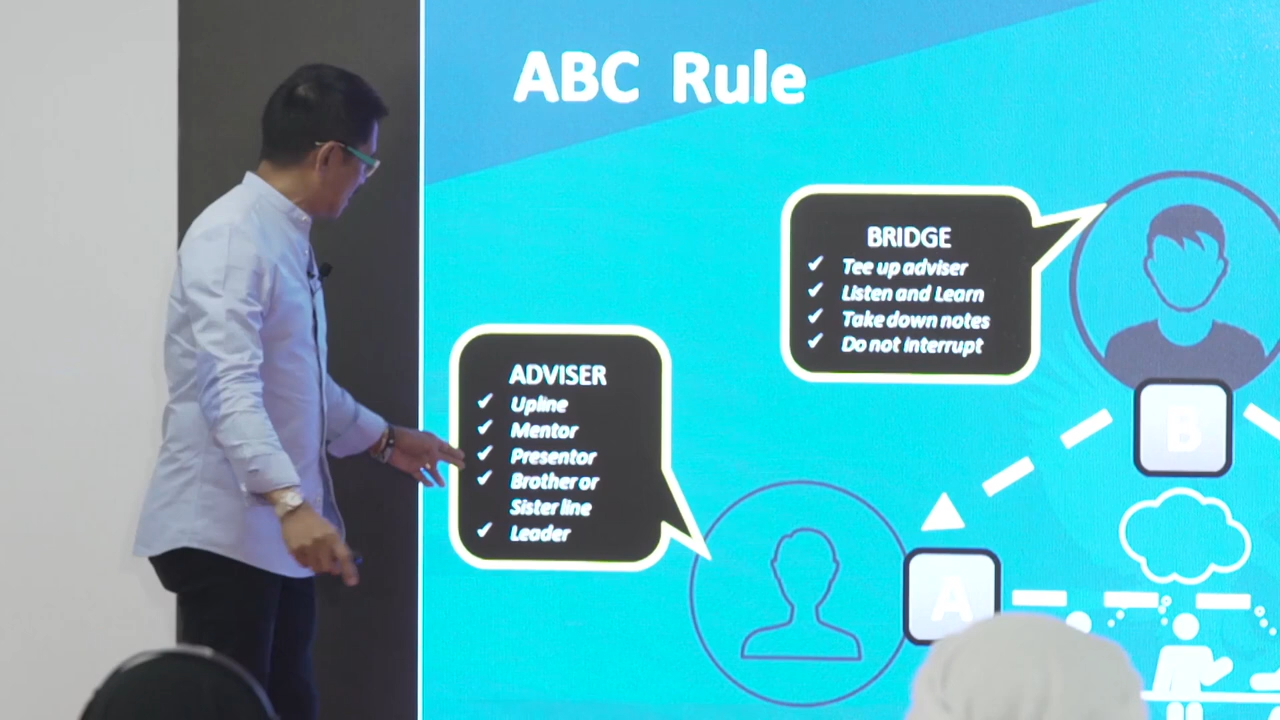 ABC Rule
BRIDGE
✓ Tee up adviser
✓ Listen and Learn
✓ Take down notes
✓ Do not interrupt
ADVISER
✓ Upline
✓ Mentor
✓ Presentor
✓ Brother or
Sister line
✓ Leader
B
A